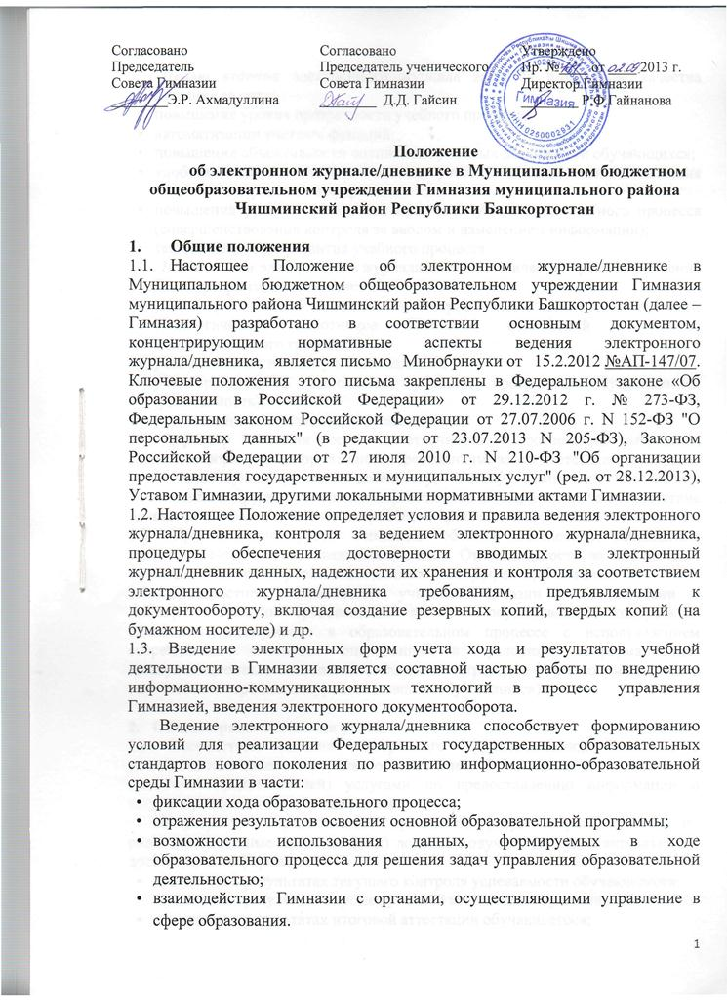 Согласовано Согласовано Утверждено
Председатель Председатель ученического Пр. № от 02.09 2013 г.
Совета Гимназии Совета Гимназии Директор Гимназии
Э.Р. Ахмадуллина Д.Д. Гайсин Р.Ф.Гайнанова
Гимназия
Положение
об электронном журнале/дневнике в Муниципальном бюджетном
общеобразовательном учреждении Гимназия муниципального района
Чишминский район Республики Башкортостан
1. Общие положения
1.1. Настоящее Положение об электронном журнале/дневнике в
Муниципальном бюджетном общеобразовательном учреждении Гимназия
муниципального района Чишминский район Республики Башкортостан (далее –
Гимназия) разработано в соответствии основным документом,
концентрирующим нормативные аспекты ведения электронного
журнала/дневника, является письмо Минобрнауки от 15.2.2012 №АП-147/07.
Ключевые положения этого письма закреплены в Федеральном законе «Об
образовании в Российской Федерации» от 29.12.2012 г. № 273-ФЗ,
Федеральным законом Российской Федерации от 27.07.2006 г. N 152-ФЗ "О
персональных данных" (в редакции от 23.07.2013 N 205-ФЗ), Законом
Российской Федерации от 27 июля 2010 г. N 210-ФЗ "Об организации
предоставления государственных и муниципальных услуг" (ред. от 28.12.2013),
Уставом Гимназии, другими локальными нормативными актами Гимназии.
1.2. Настоящее Положение определяет условия и правила ведения электронного
журнала/дневника, контроля за ведением электронного журнала/дневника,
процедуры обеспечения достоверности вводимых в электронный
журнал/дневник данных, надежности их хранения и контроля за соответствием
электронного журнала/дневника требованиям, предъявляемым к
документообороту, включая создание резервных копий, твердых копий (на
бумажном носителе) и др.
1.3. Введение электронных форм учета хода и результатов учебной
деятельности в Гимназии является составной частью работы по внедрению
информационно-коммуникационных технологий в процесс управления
Гимназией, введения электронного документооборота.
Ведение электронного журнала/дневника способствует формированию
условий для реализации Федеральных государственных образовательных
стандартов нового поколения по развитию информационно-образовательной
среды Гимназии в части:
• фиксации хода образовательного процесса;
• отражения результатов освоения основной образовательной программы;
• возможности использования данных, формируемых в ходе
образовательного процесса для решения задач управления образовательной
деятельностью;
• взаимодействия Гимназии с органами, осуществляющими управление в
сфере образования.
1